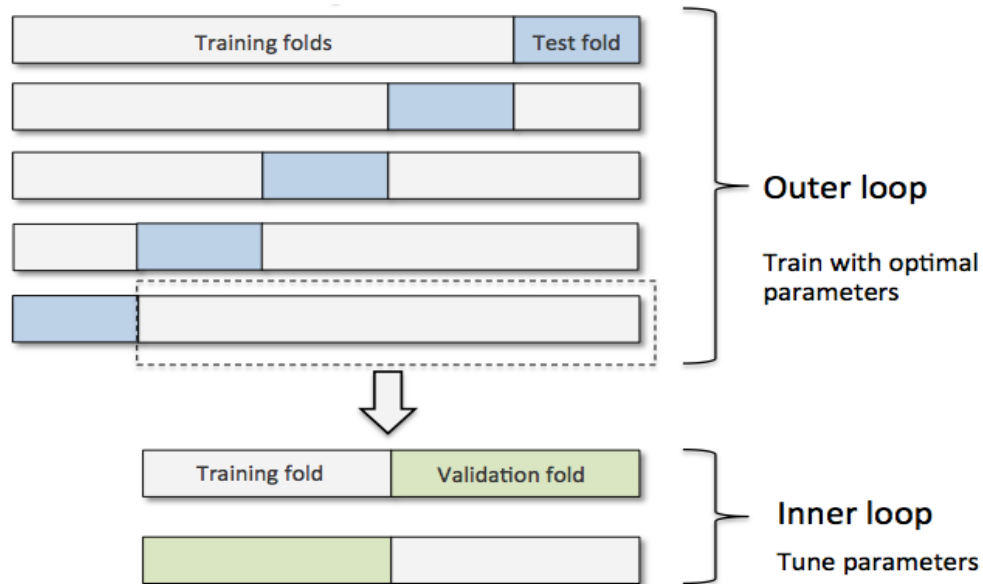 Training folds
Test fold
Outer loop
Train with optimal
parameters
Training fold
Validation fold
Inner loop
Tune parameters